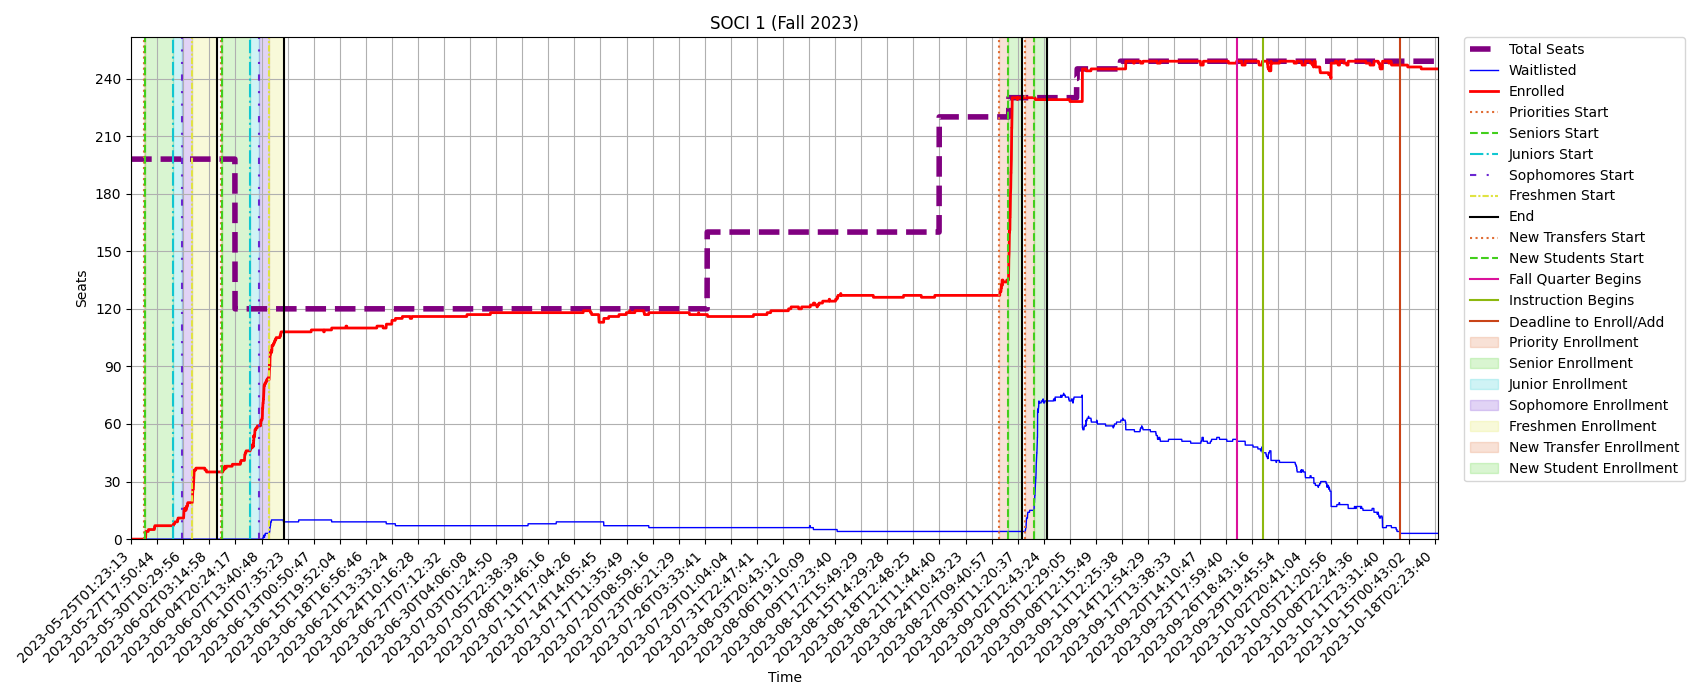 SOCI 1 (Fall 2023)
Seats
240
210
180
150
120
90
60
30
0
2023-05-25T01:23:13
2023-05-27T17:50:44
2023-05-30T10:29:56
2023-06-02T03:14:58
2023-06-04T20:24:17
2023-06-07T13:40:48
2023-06-10T07:35:23
2023-06-13T00:50:47
2023-06-15T19:52:04
2023-06-18T16:56:46
2023-06-21T13:33:24
2023-06-24T10:16:28
2023-06-27T07:12:32
2023-06-30T04:06:08
2023-07-03T01:24:50
2023-07-05T22:38:39
2023-07-08T19:46:16
2023-07-11T17:04:26
2023-07-14T14:05:45
2023-07-17T11:35:49
2023-07-20T08:59:10
2023-07-23T06:21:29
2023-07-26T03:33:41
2023-07-29T01:04:04
2023-07-31T22:47:41
2023-08-03T20:43:12
2023-08-06T19:10:09
2023-08-09T17:23:40
2023-08-12T15:49:29
2023-08-15T14:29:28
2023-08-18T12:48:25
2023-08-21T11:44:40
2023-08-24T10:43:23
2023-08-27T09:40:57
2023-08-30T11:20:37
2023-09-02T12:43:24
2023-09-05T12:29:05
2023-09-08T12:15:49
2023-09-11T12:25:38
2023-09-14T12:54:29
2023-09-17T13:38:33
2023-09-20T14:10:47
2023-09-23T17:59:40
2023-09-26T18:43:16
2023-09-29T19:45:54
2023-10-02T20:41:04
2023-10-05T21:20:56
2023-10-08T22:24:36
2023-10-11T23:31:40
2023-10-15T00:43:02
2023-10-18T02:23:40
Time
Total Seats
Waitlisted
Enrolled
Priorities Start
Seniors Start
Juniors Start
Sophomores Start
Freshmen Start
End
New Transfers Start
New Students Start
Fall Quarter Begins
Instruction Begins
Deadline to Enroll/Add
Priority Enrollment
Senior Enrollment
Junior Enrollment
Sophomore Enrollment
Freshmen Enrollment
New Transfer Enrollment
New Student Enrollment